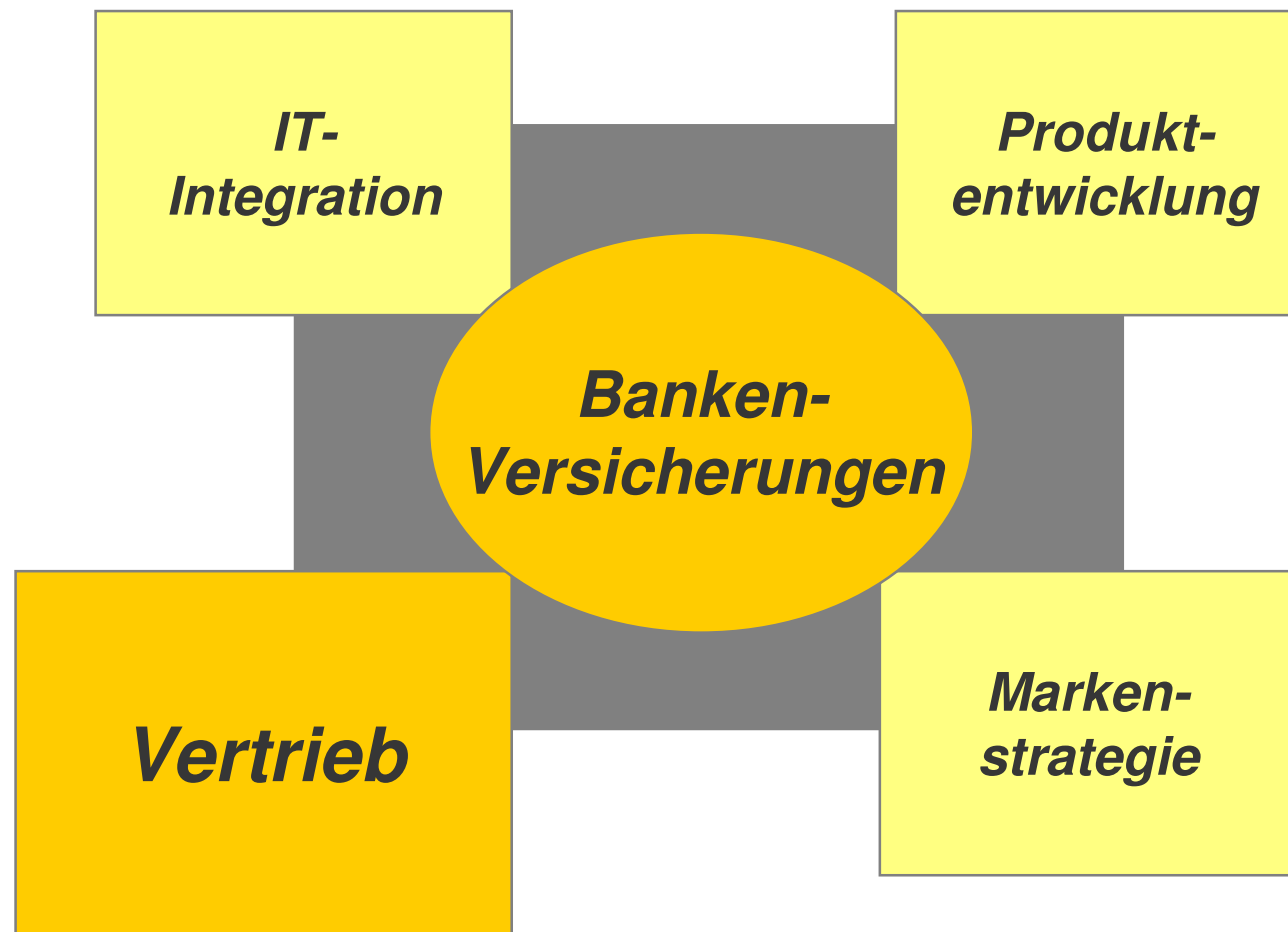 IT-
Integration
Produkt-
entwicklung
Banken-
Versicherungen
Vertrieb
Marken-
strategie